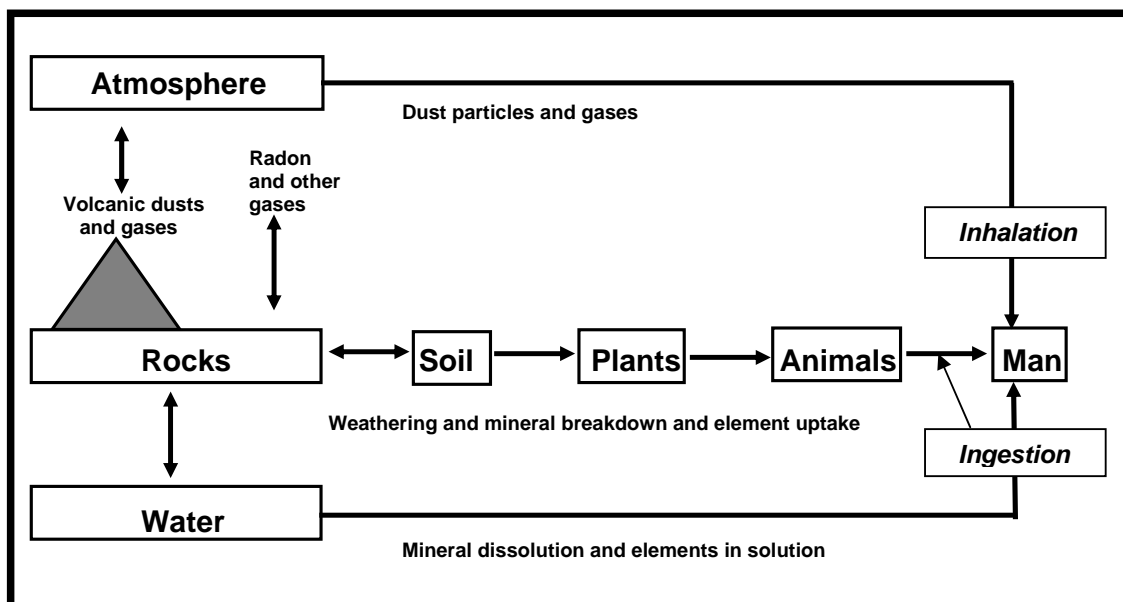 Atmosphere
Dust particles and gases
Radon
and other
gases
Volcanic dusts
and gases
Inhalation
Rocks
Soil
Plants
Animals
Man
Weathering and mineral breakdown and element uptake
Ingestion
Water
Mineral dissolution and elements in solution